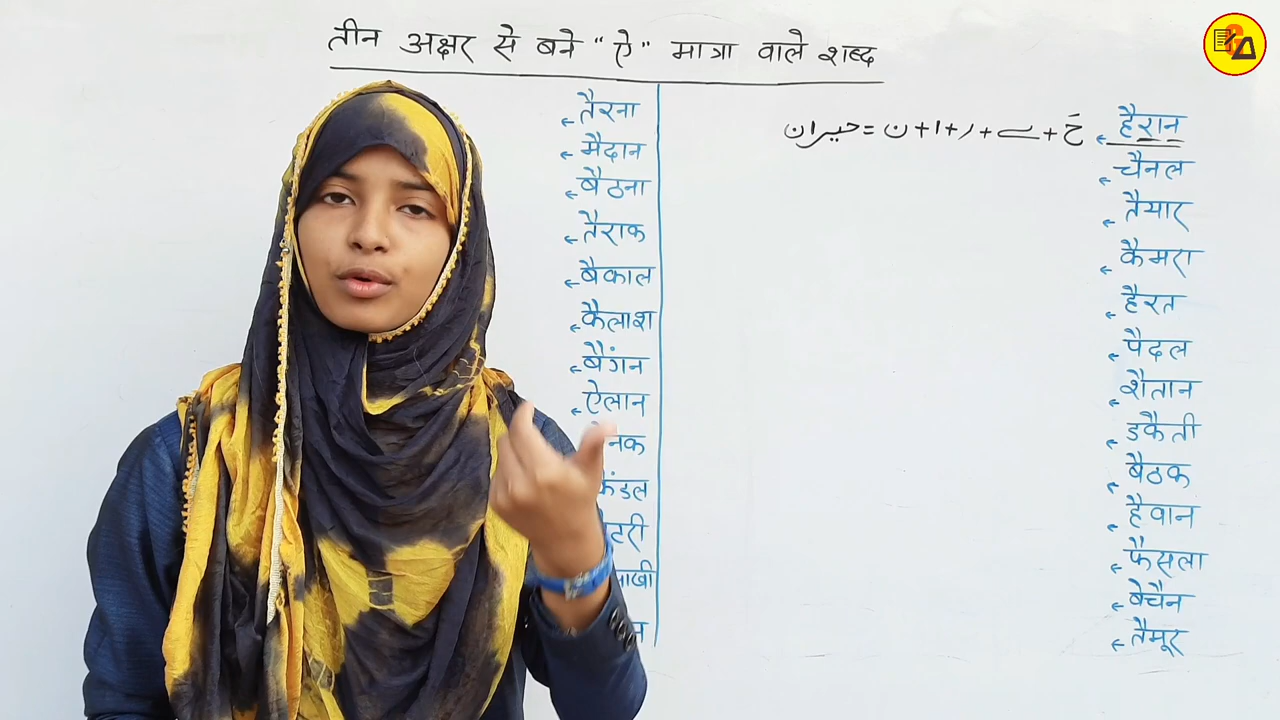 तीन अक्षर से बने "ऐ" मात्रा वाले शब्द
हैरान
حَ + ے + ر + ا + ن = حیران
चैनल
तैयार
कैमरा
हैरत
पैदल
शैतान
डकैती
बैठक
हैवान
फैसला
बेचैन
तैमूर
तैरना
मैदान
बैठना
तैराक
बैकाल
कैलाश
बैंगन
ऐलान